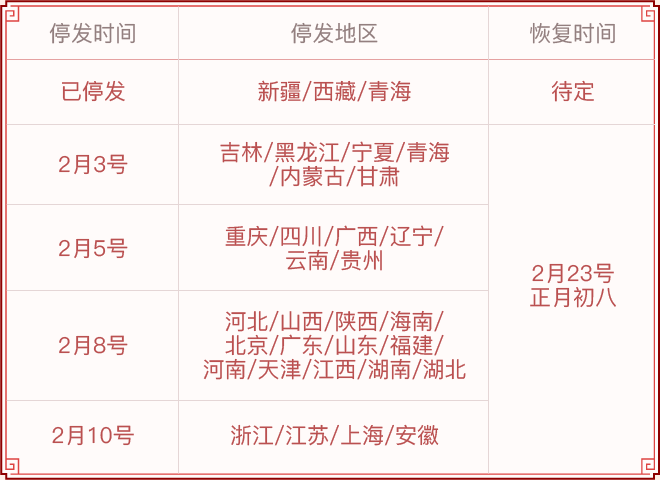 停发时间 停发地区 恢复时间
已停发 新疆/西藏/青海 待定
2月3号 吉林/黑龙江/宁夏/青海
/内蒙古/甘肃
2月5号 重庆/四川/广西/辽宁/
云南/贵州
2月23号
正月初八
2月8号 河北/山西/陕西/海南/
北京/广东/山东/福建/
河南/天津/江西/湖南/湖北
2月10号 浙江/江苏/上海/安徽